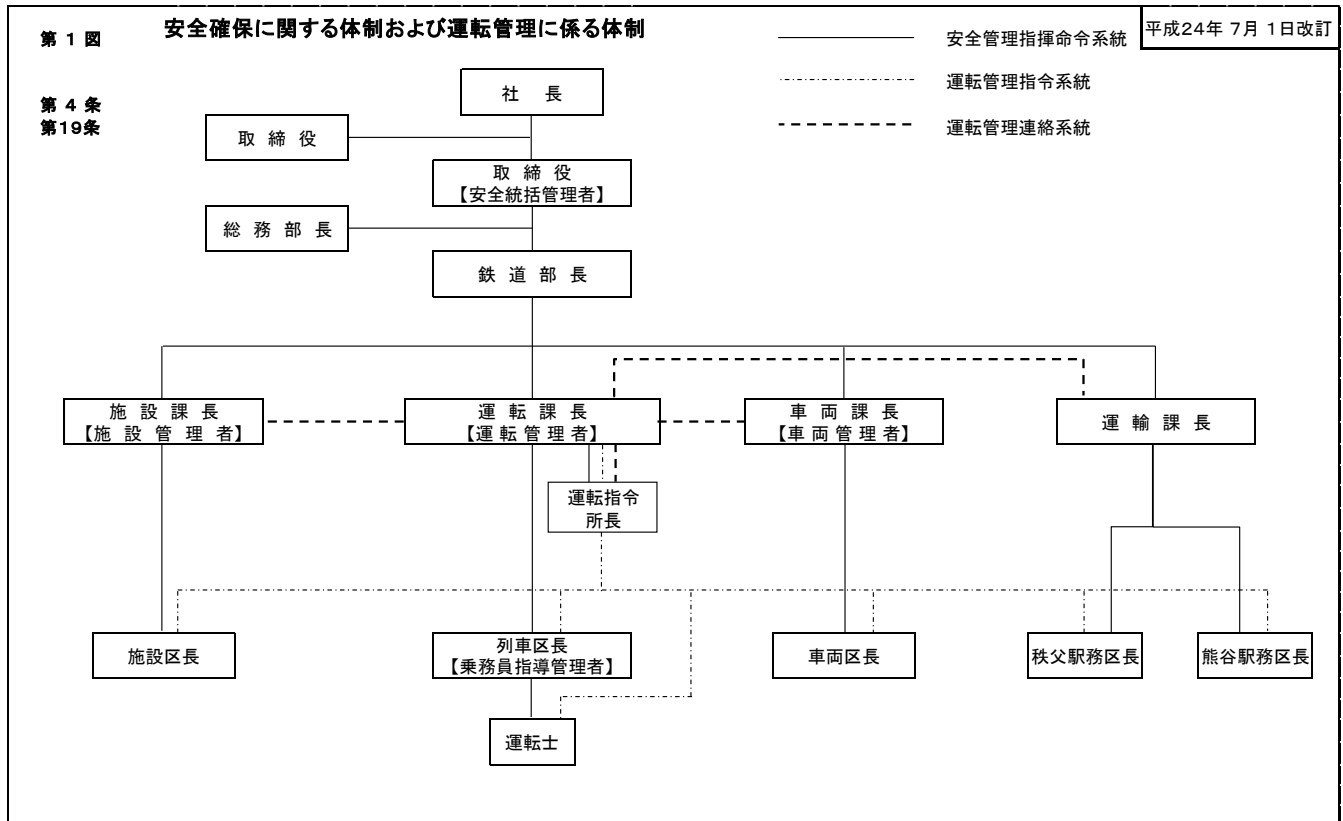 第 1 図
安全確保に関する体制および運転管理に係る体制
平成24年 7月 1日改訂
安全管理指揮命令系統
運転管理指令系統
運転管理連絡系統
第 4 条
第19条
社 長
取 締 役
取 締 役
【安全統括管理者】
総 務 部 長
鉄 道 部 長
施 設 課 長
【施 設 管 理 者】
運 転 課 長
【運 転 管 理 者】
車 両 課 長
【車 両 管 理 者】
運 輸 課 長
運転指令
所長
施設区長
列車区長
【乗務員指導管理者】
車両区長
秩父駅務区長
熊谷駅務区長
運転士